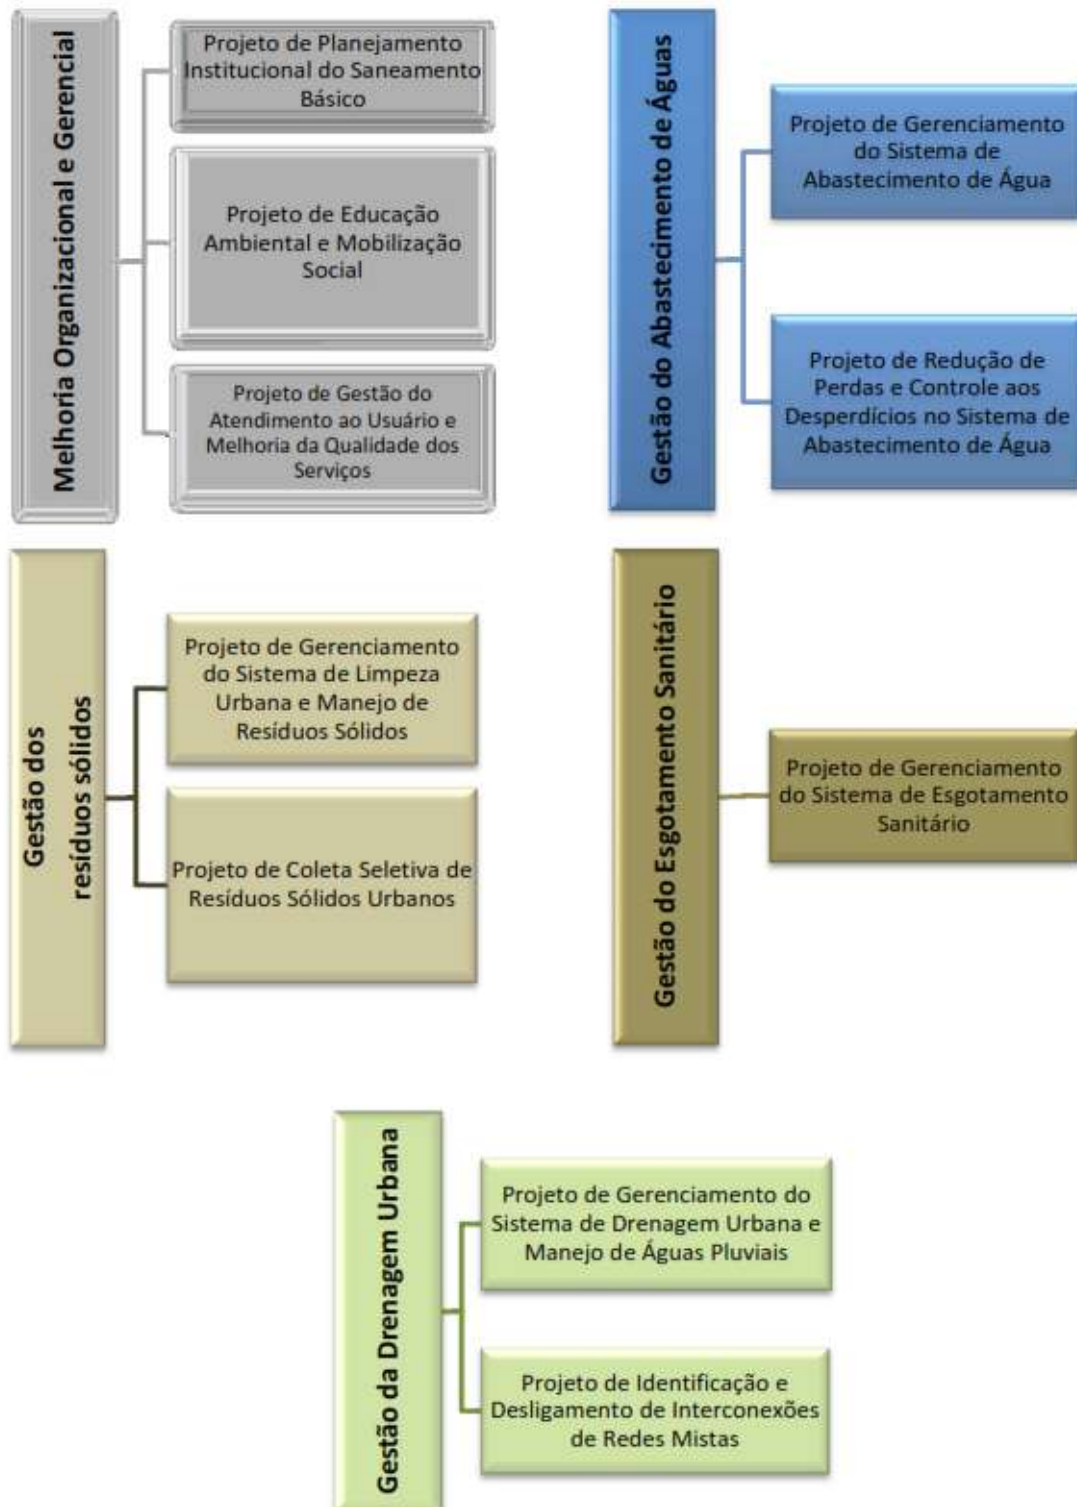 Melhoria Organizacional e Gerencial
Projeto de Planejamento
Institucional do Saneamento
Básico
Projeto de Educação
Ambiental e Mobilização
Social
Projeto de Gestão do
Atendimento ao Usuário e
Melhoria da Qualidade dos
Serviços
Gestão do Abastecimento de Águas
Projeto de Gerenciamento
do Sistema de
Abastecimento de Água
Projeto de Redução de
Perdas e Controle aos
Desperdícios no Sistema de
Abastecimento de Água
Gestão dos
resíduos sólidos
Projeto de Gerenciamento
do Sistema de Limpeza
Urbana e Manejo de
Resíduos Sólidos
Projeto de Coleta Seletiva de
Resíduos Sólidos Urbanos
Gestão do Esgotamento Sanitário
Projeto de Gerenciamento
do Sistema de Esgotamento
Sanitário
Gestão da Drenagem Urbana
Projeto de Gerenciamento do
Sistema de Drenagem Urbana e
Manejo de Águas Pluviais
Projeto de Identificação e
Desligamento de Interconexões
de Redes Mistas